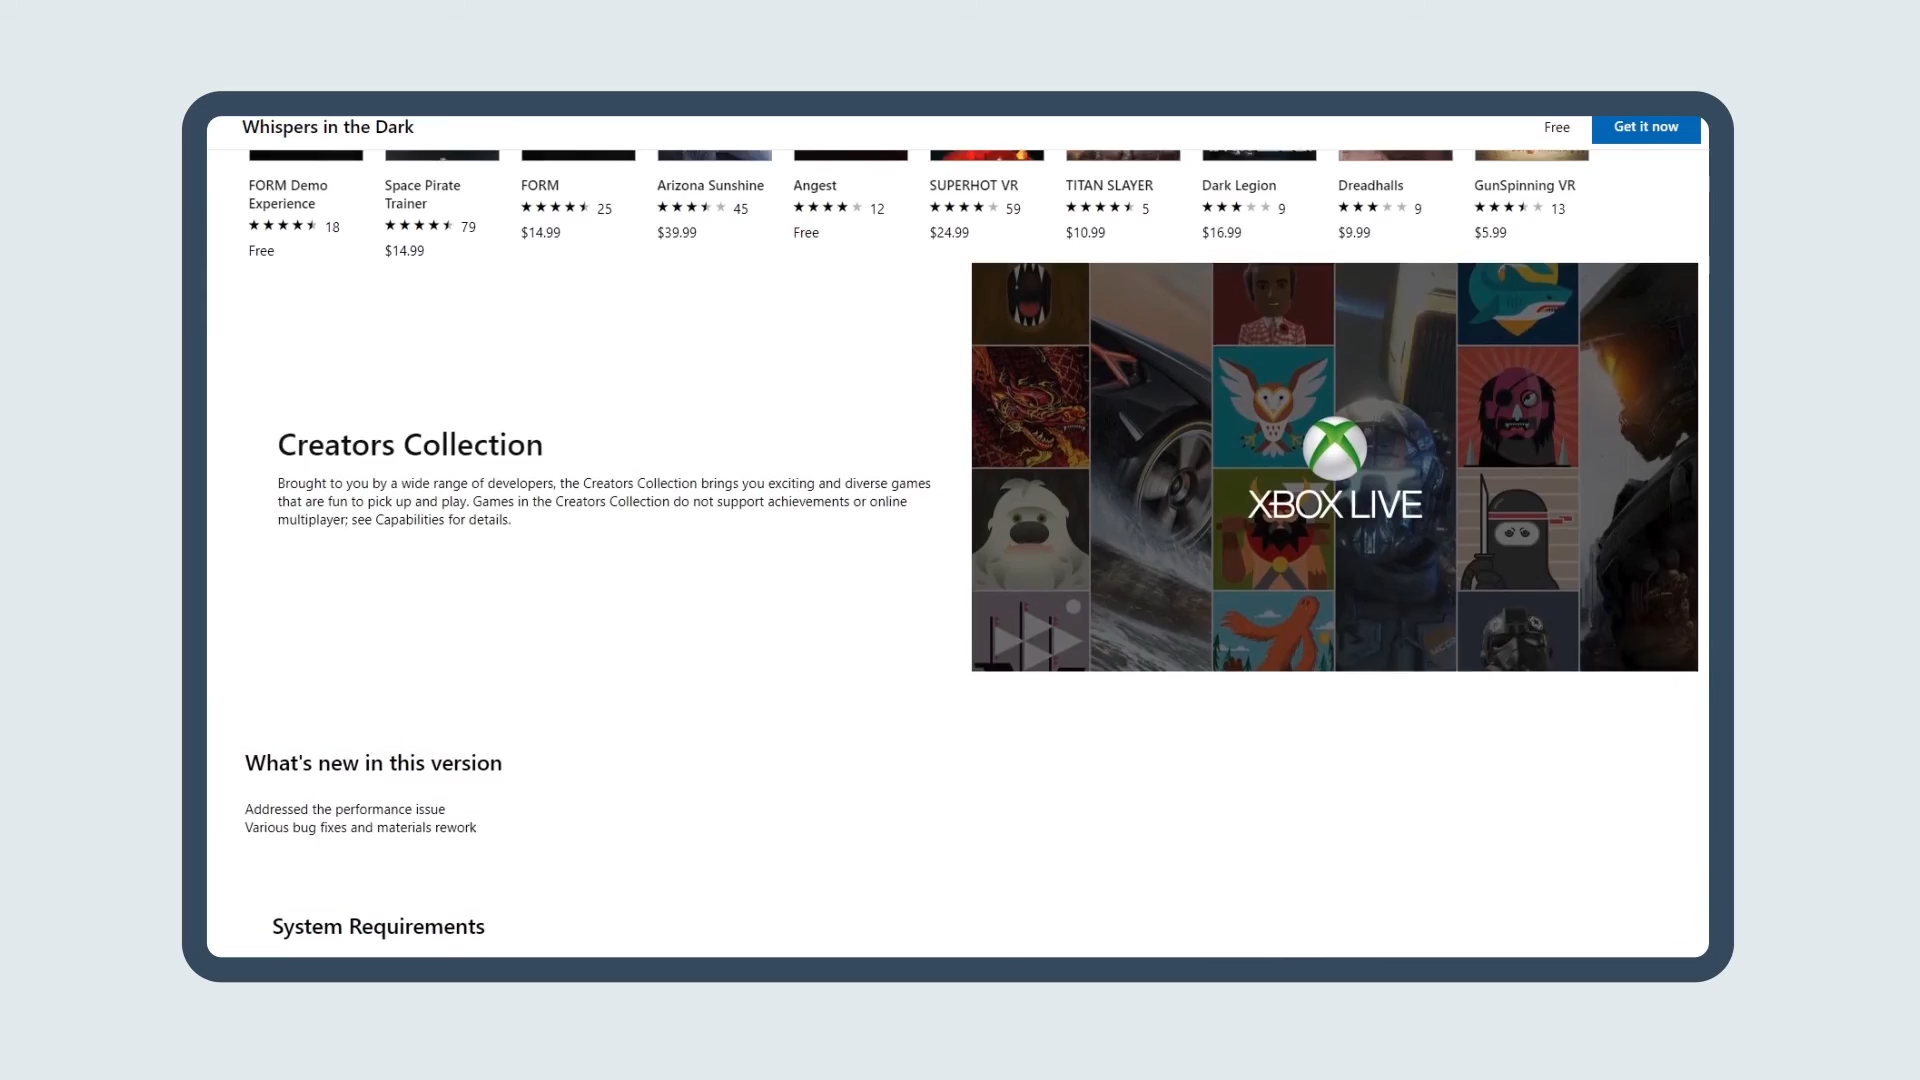 Whispers in the Dark
Free
Get it now
FORM Demo
Experience
18
Free
Space Pirate
Trainer
79
$14.99
FORM
25
$14.99
Arizona Sunshine
45
$39.99
Angest
12
Free
SUPERHOT VR
59
$24.99
TITAN SLAYER
5
$10.99
Dark Legion
9
$16.99
Dreadhalls
9
$9.99
GunSpinning VR
13
$5.99
Creators Collection
Brought to you by a wide range of developers, the Creators Collection brings you exciting and diverse games
that are fun to pick up and play. Games in the Creators Collection do not support achievements or online
multiplayer; see Capabilities for details.
XBOX LIVE
What's new in this version
Addressed the performance issue
Various bug fixes and materials rework
System Requirements